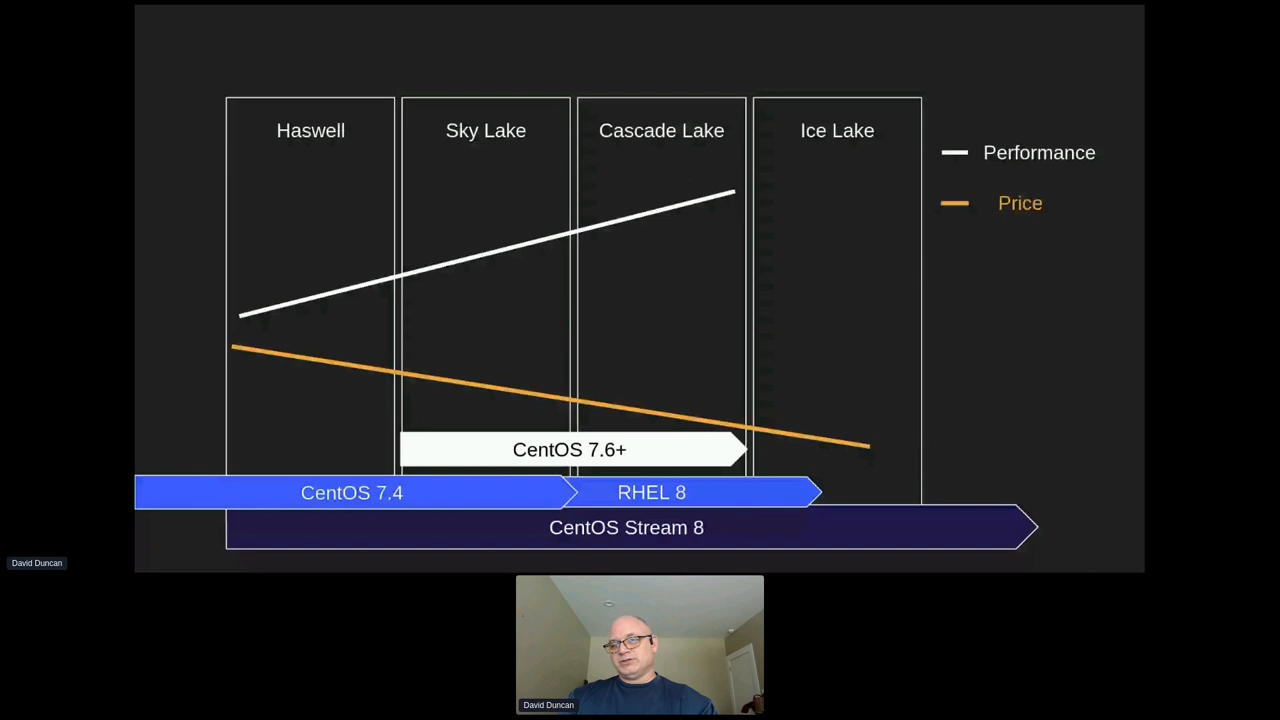 Haswell
Sky Lake
Cascade Lake
Ice Lake
Performance
Price
CentOS 7.6+
CentOS 7.4
RHEL 8
CentOS Stream 8
David Duncan
David Duncan